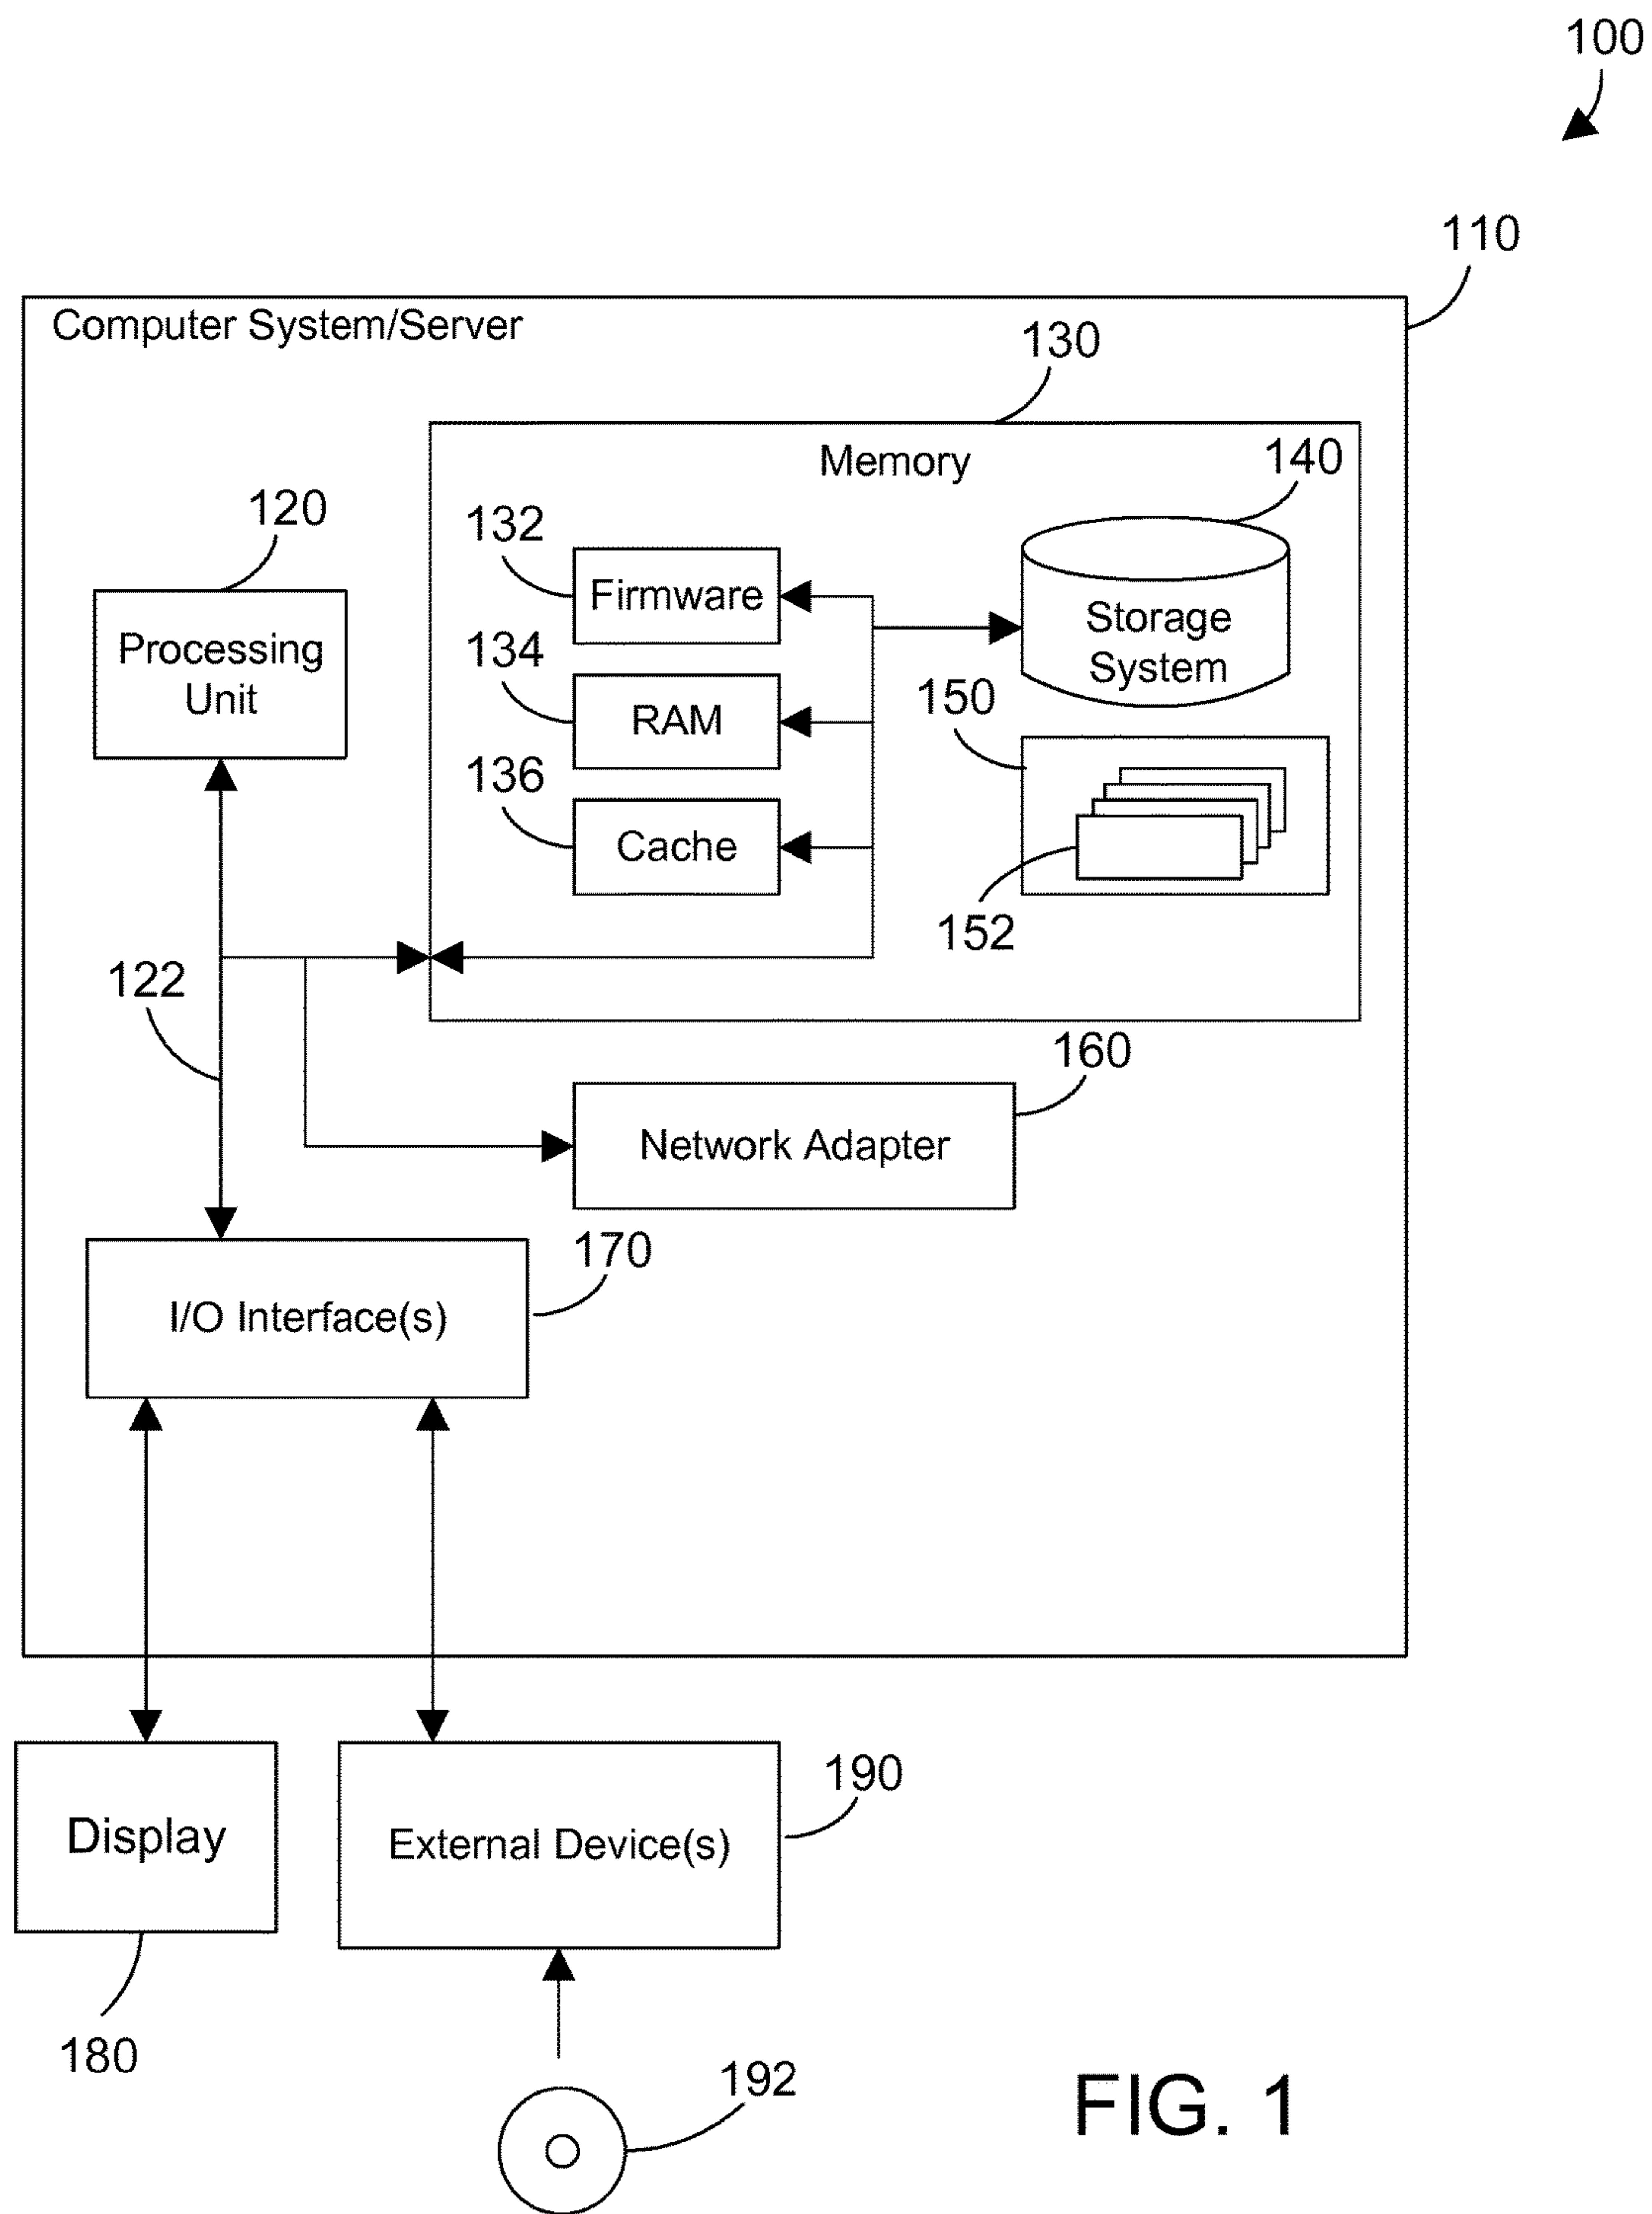 100
110
Computer System/Server
130
Memory
140
120
132
Firmware
Storage
System
Processing
Unit
134
RAM
150
136
Cache
152
122
160
Network Adapter
170
I/O Interface(s)
190
Display
External Device(s)
180
192
FIG. 1